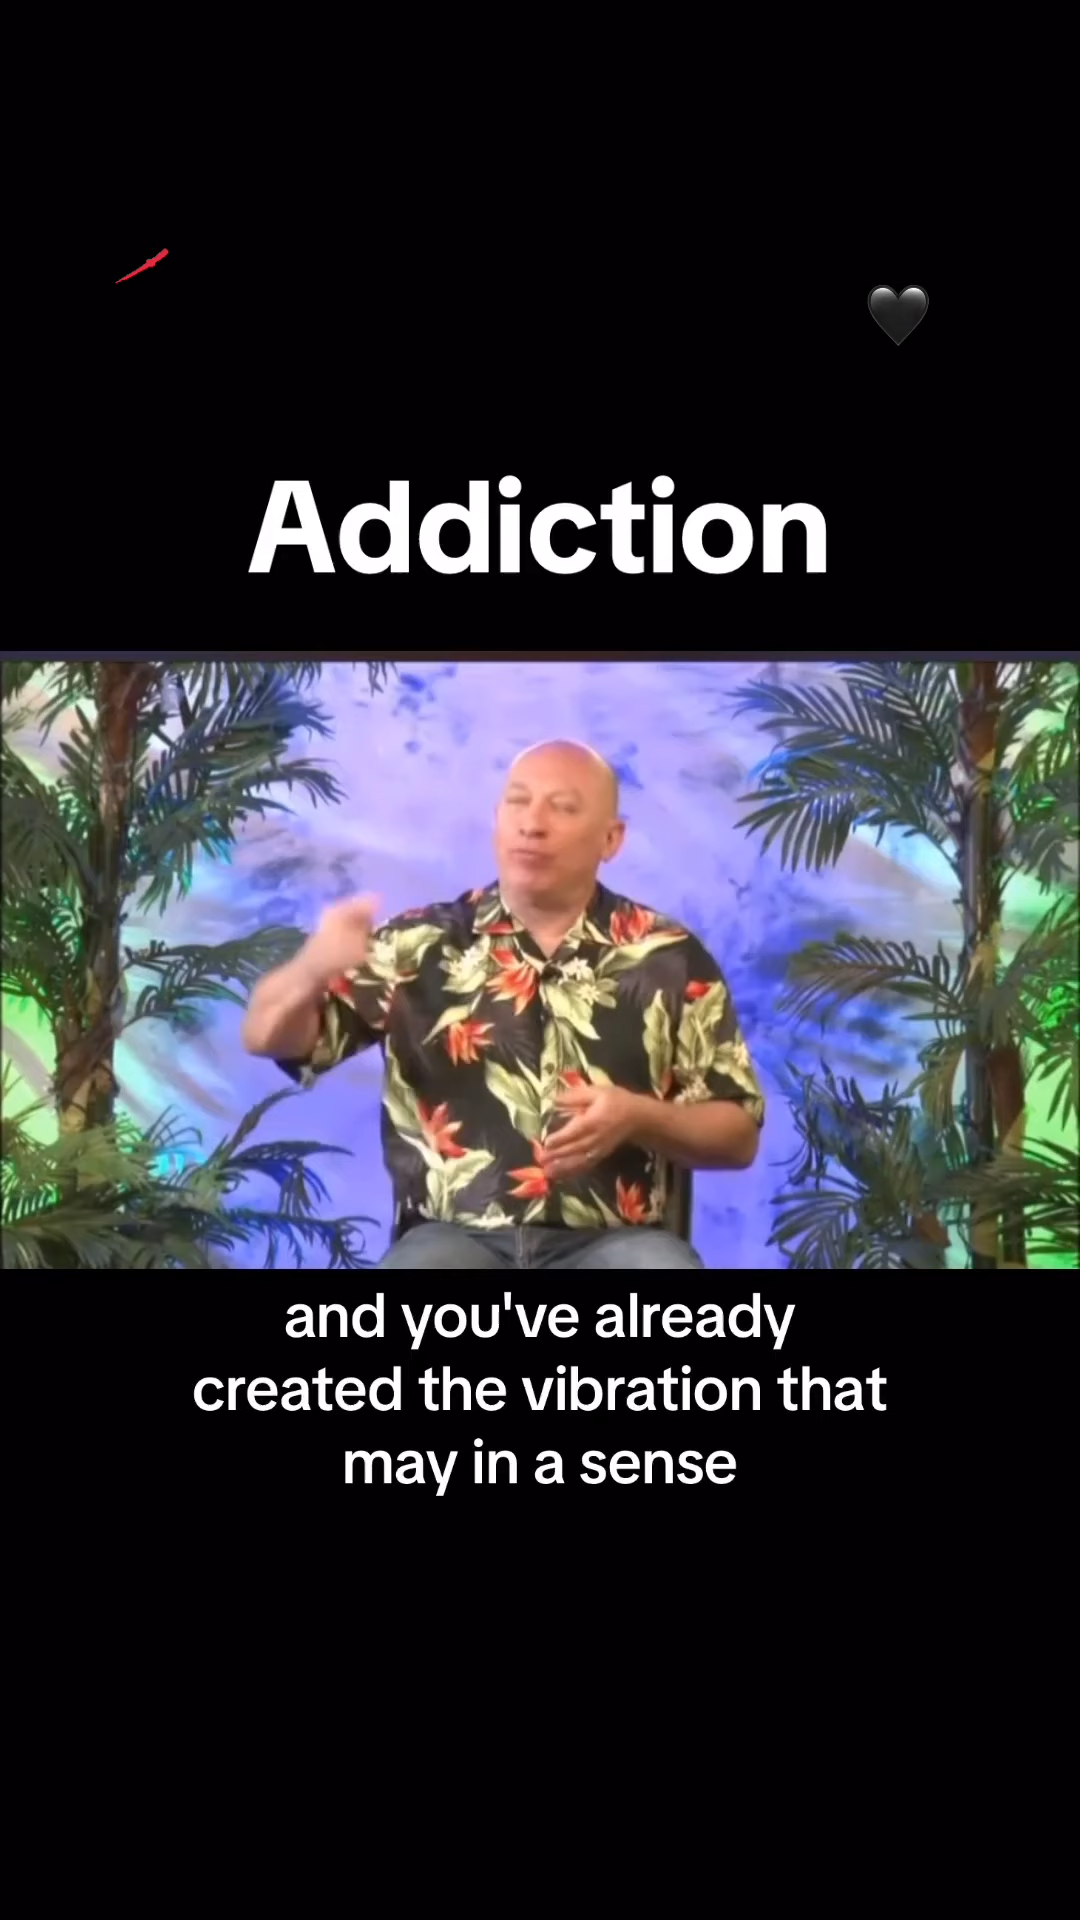 Addiction
and you've already
created the vibration that
may in a sense